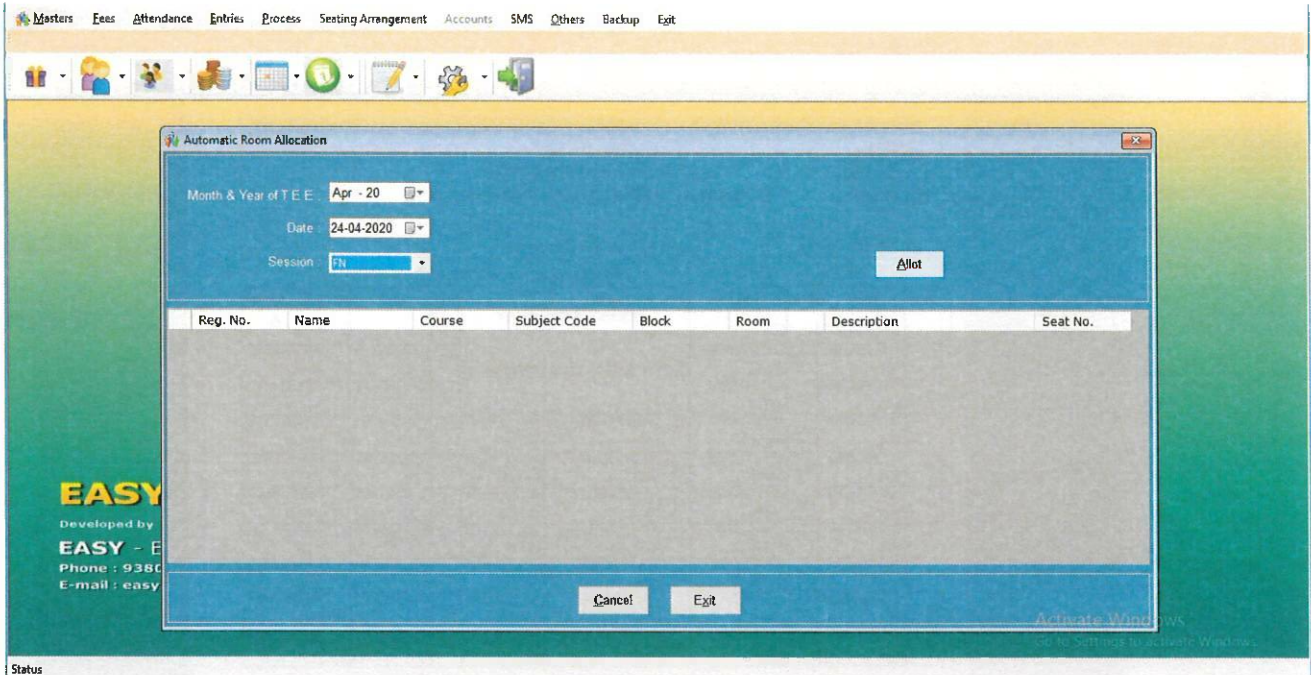 Masters Fees Attendance Entries Process Seating Arrangement Accounts SMS Others Backup Exit
Automatic Room Allocation
Month & Year of T E E : Apr - 20
Date : 24-04-2020
Session : FN
Allot
Reg. No. Name Course Subject Code Block Room Description Seat No.
EASY
Developed by
EASY - E
Phone : 938
E-mail : easy
Cancel Exit
Activate Windows
Go to Settings to activate Windows.
Status